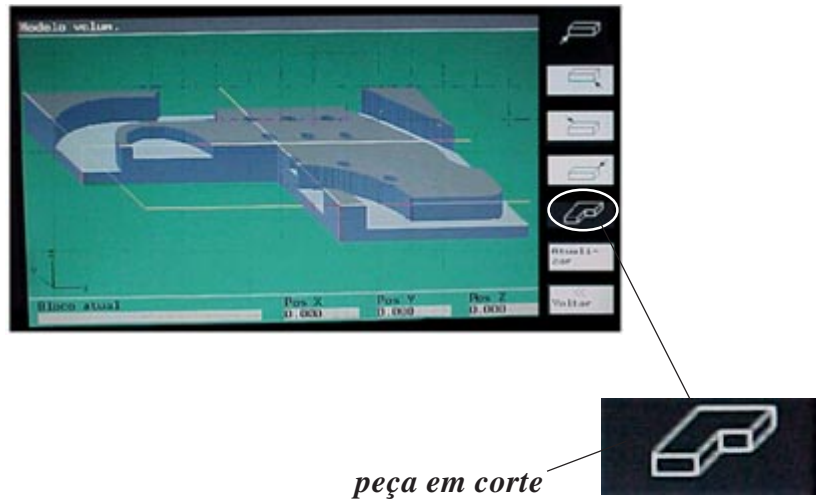 Modelo volum.
Atuali-
zar
Voltar
Bloco atual
Pos X
Pos Y
Pos Z
0.000
0.000
0.000
peça em corte